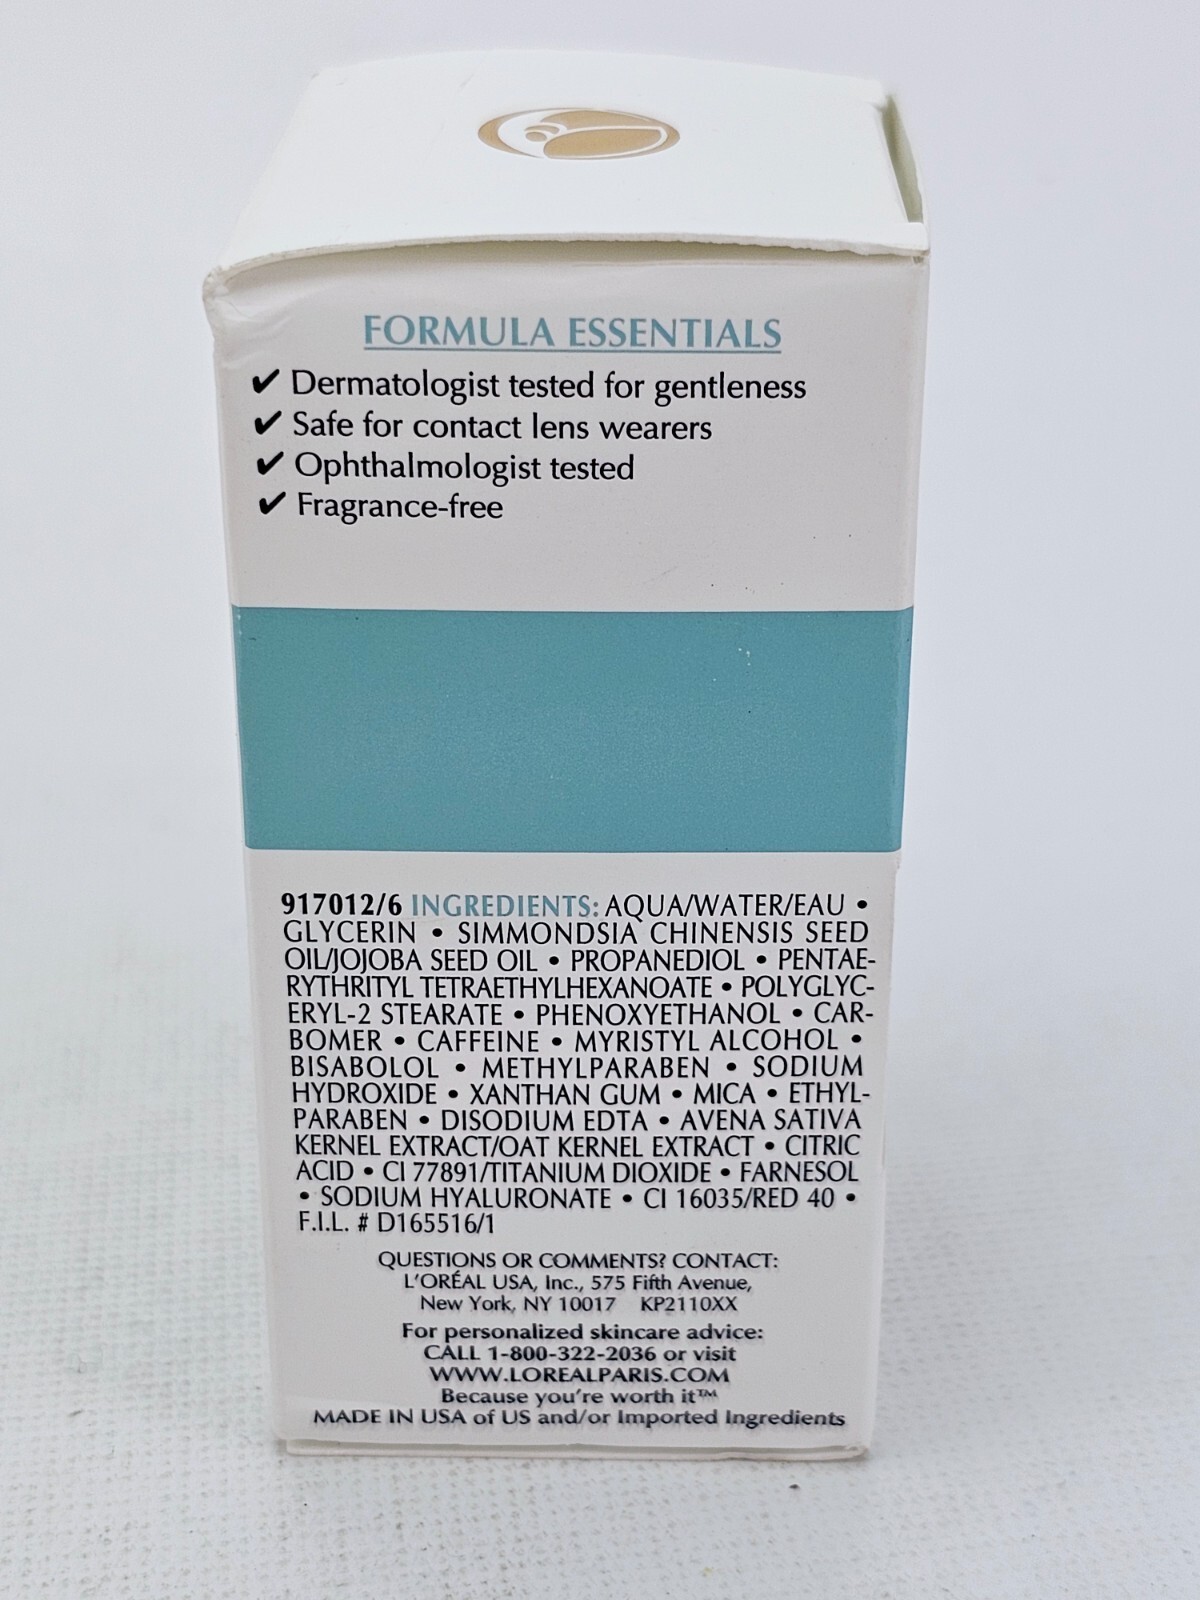 FORMULA ESSENTIALS
✔ Dermatologist tested for gentleness
✔ Safe for contact lens wearers
✔ Ophthalmologist tested
✔ Fragrance-free
917012/6 INGREDIENTS: AQUA/WATER/EAU •
GLYCERIN • SIMMONDSIA CHINENSIS SEED
OIL/JOJOBA SEED OIL • PROPANEDIOL • PENTAE-
RYTHRITYL TETRAETHYLHEXANOATE • POLYGLYC-
ERYL-2 STEARATE • PHENOXYETHANOL • CAR-
BOMER • CAFFEINE • MYRISTYL ALCOHOL •
BISABOLOL • METHYLPARABEN • SODIUM
HYDROXIDE • XANTHAN GUM • MICA • ETHYL-
PARABEN • DISODIUM EDTA • AVENA SATIVA
KERNEL EXTRACT/OAT KERNEL EXTRACT • CITRIC
ACID • CI 77891/TITANIUM DIOXIDE • FARNESOL
• SODIUM HYALURONATE • CI 16035/RED 40 •
F.I.L. # D165516/1
QUESTIONS OR COMMENTS? CONTACT:
L'ORÉAL USA, Inc., 575 Fifth Avenue,
New York, NY 10017 KP2110XX
For personalized skincare advice:
CALL 1-800-322-2036 or visit
WWW.LOREALPARIS.COM
Because you're worth it™
MADE IN USA of US and/or Imported Ingredients